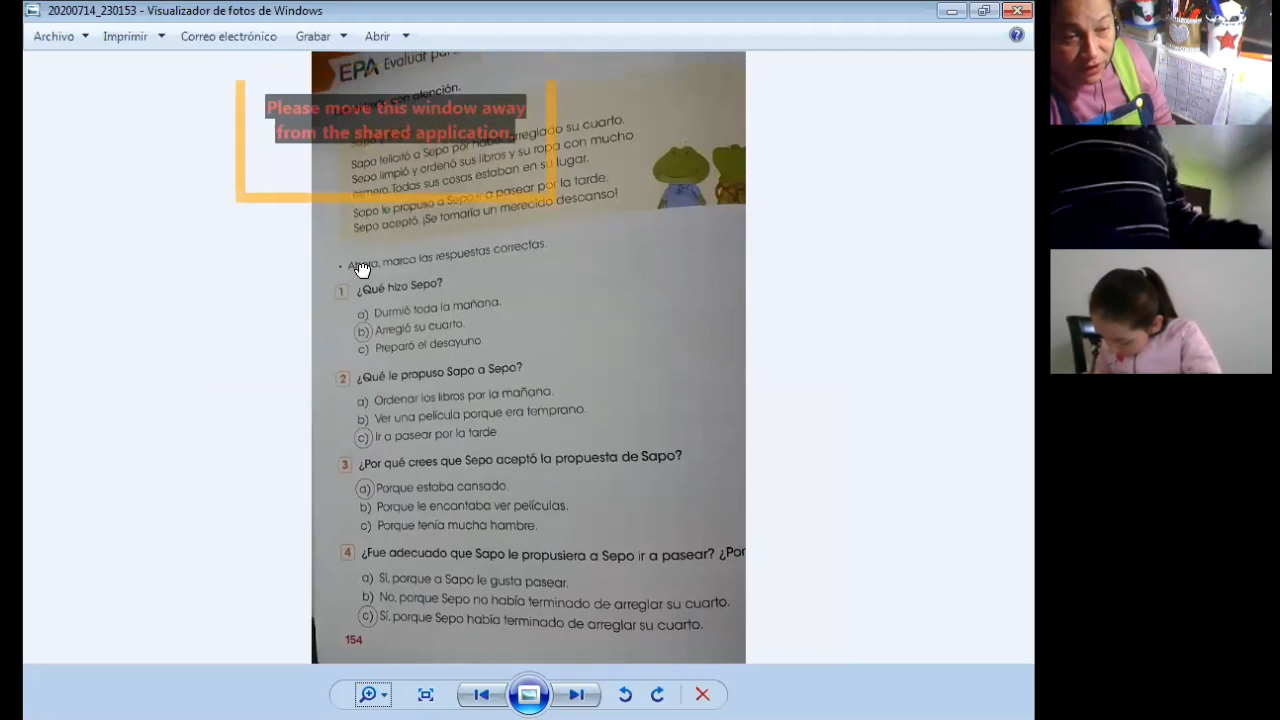 20200714_230153 - Visualizador de fotos de Windows
Archivo Imprimir Correo electrónico Grabar Abrir
EPA Evaluar
con atención.
Please move this window away
from the shared application.
arreglado su cuarto.
Sapo felicitó a Sepo por haber
Sepo limpió y ordenó sus libros y su ropa con mucho
esmero. Todas sus cosas estaban en su lugar.
Sapo le propuso a Sepo ir a pasear por la tarde.
Sepo aceptó. ¡Se tomaría un merecido descanso!
• Ahora, marca las respuestas correctas.
1 ¿Qué hizo Sepo?
a) Durmió toda la mañana.
b) Arregló su cuarto.
c) Preparó el desayuno.
2 ¿Qué le propuso Sapo a Sepo?
a) Ordenar los libros por la mañana.
b) Ver una película porque era temprano.
c) Ir a pasear por la tarde.
3 ¿Por qué crees que Sepo aceptó la propuesta de Sapo?
a) Porque estaba cansado.
b) Porque le encantaba ver películas.
c) Porque tenía mucha hambre.
4 ¿Fue adecuado que Sapo le propusiera a Sepo ir a pasear? ¿Por
a) Sí, porque a Sapo le gusta pasear.
b) No, porque Sepo no había terminado de arreglar su cuarto.
c) Sí, porque Sepo había terminado de arreglar su cuarto.
154